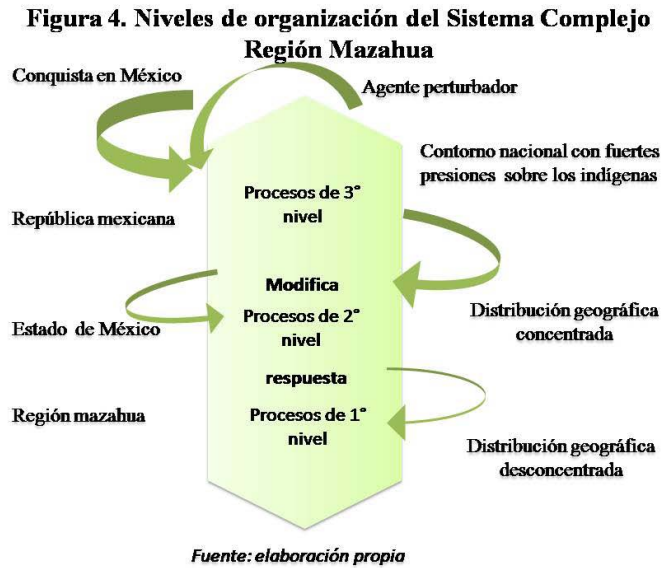 Figura 4. Niveles de organización del Sistema Complejo
Región Mazahua
Conquista en México
Agente perturbador
Contorno nacional con fuertes
presiones sobre los indígenas
Procesos de 3°
nivel
República mexicana
Modifica
Procesos de 2°
nivel
Estado de México
Distribución geográfica
concentrada
respuesta
Procesos de 1°
nivel
Región mazahua
Distribución geográfica
desconcentrada
Fuente: elaboración propia